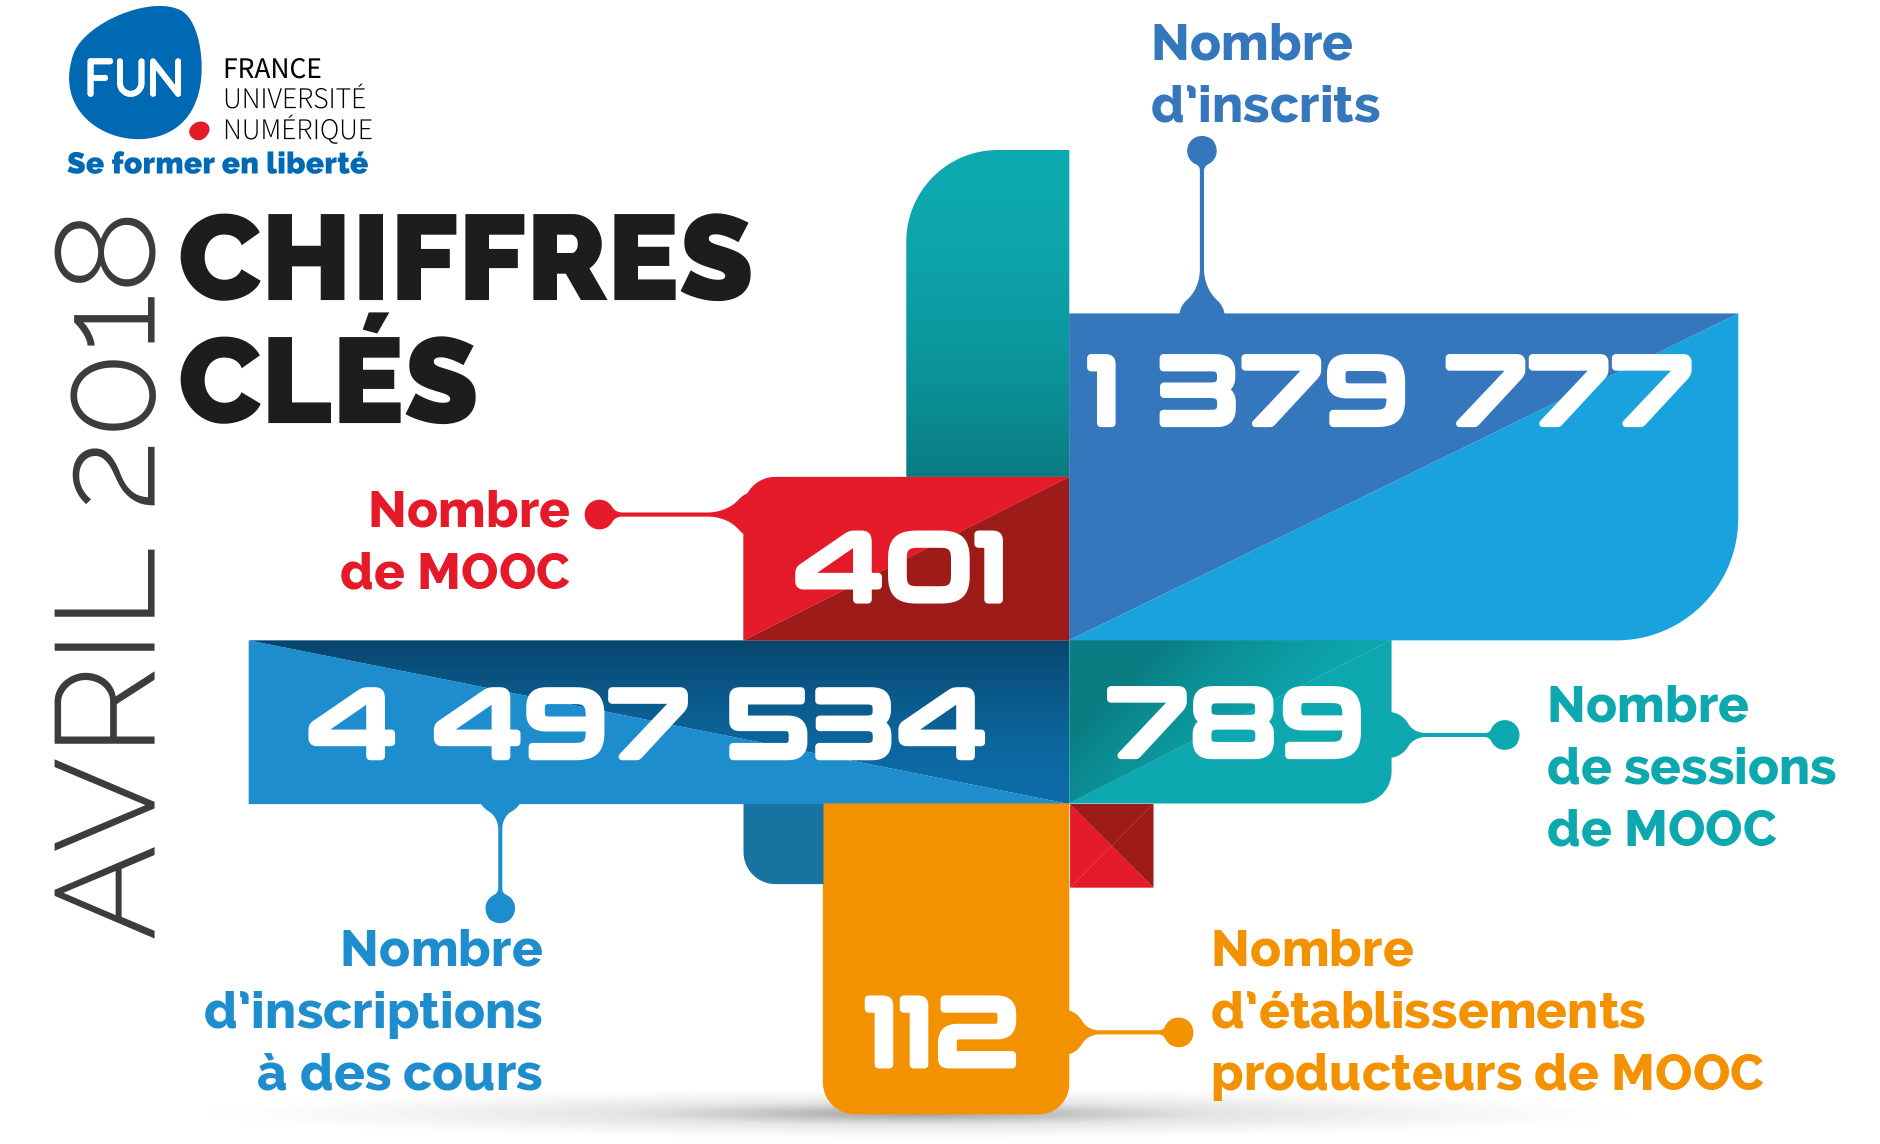 FUN
FRANCE
UNIVERSITÉ
NUMÉRIQUE
Se former en liberté
AVRIL 2018
CHIFFRES
CLÉS
Nombre
d'inscrits
1 379 777
Nombre
de MOOC
401
4 497 534
789
Nombre
de sessions
de MOOC
Nombre
d'inscriptions
à des cours
112
Nombre
d'établissements
producteurs de MOOC